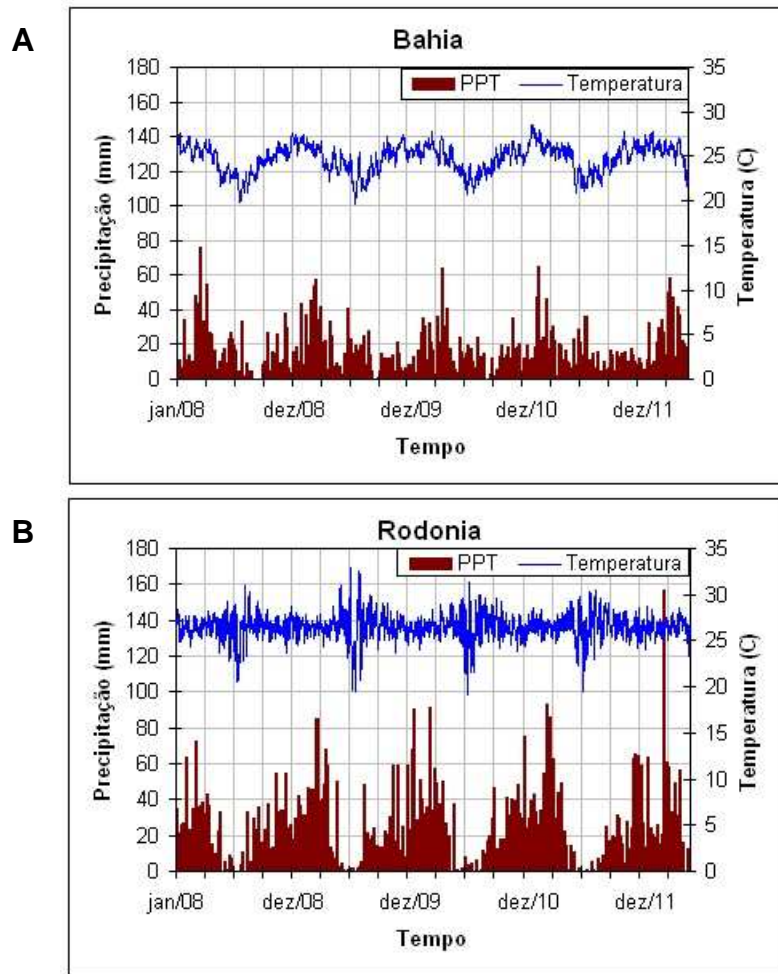 A
Bahia
PPT Temperatura
Precipitação (mm)
180
160
140
120
100
80
60
40
20
0
Temperatura (C)
35
30
25
20
15
10
5
0
jan/08 dez/08 dez/09 dez/10 dez/11
Tempo
B
Rodonia
PPT Temperatura
Precipitação (mm)
180
160
140
120
100
80
60
40
20
0
Temperatura (C)
35
30
25
20
15
10
5
0
jan/08 dez/08 dez/09 dez/10 dez/11
Tempo